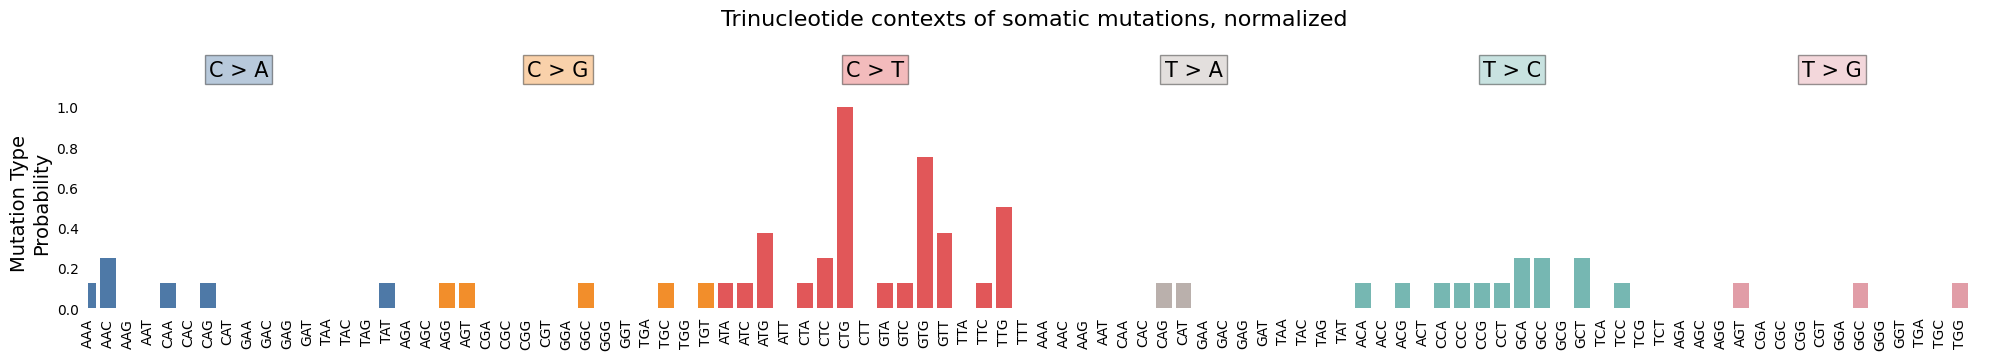 Trinucleotide contexts of somatic mutations, normalized
C > A
C > G
C > T
T > A
T > C
T > G
Mutation Type
Probability
1.0
0.8
0.6
0.4
0.2
0.0
AAA
AAC
AAG
AAT
CAA
CAC
CAG
CAT
GAA
GAC
GAG
GAT
TAA
TAC
TAG
TAT
AGA
AGC
AGG
AGT
CGA
CGC
CGG
CGT
GGA
GGC
GGG
GGT
TGA
TGC
TGG
TGT
ATA
ATC
ATG
ATT
CTA
CTC
CTG
CTT
GTA
GTC
GTG
GTT
TTA
TTC
TTG
TTT
AAA
AAC
AAG
AAT
CAA
CAC
CAG
CAT
GAA
GAC
GAG
GAT
TAA
TAC
TAG
TAT
ACA
ACC
ACG
ACT
CCA
CCC
CCG
CCT
GCA
GCC
GCG
GCT
TCA
TCC
TCG
TCT
AGA
AGC
AGG
AGT
CGA
CGC
CGG
CGT
GGA
GGC
GGG
GGT
TGA
TGC
TGG